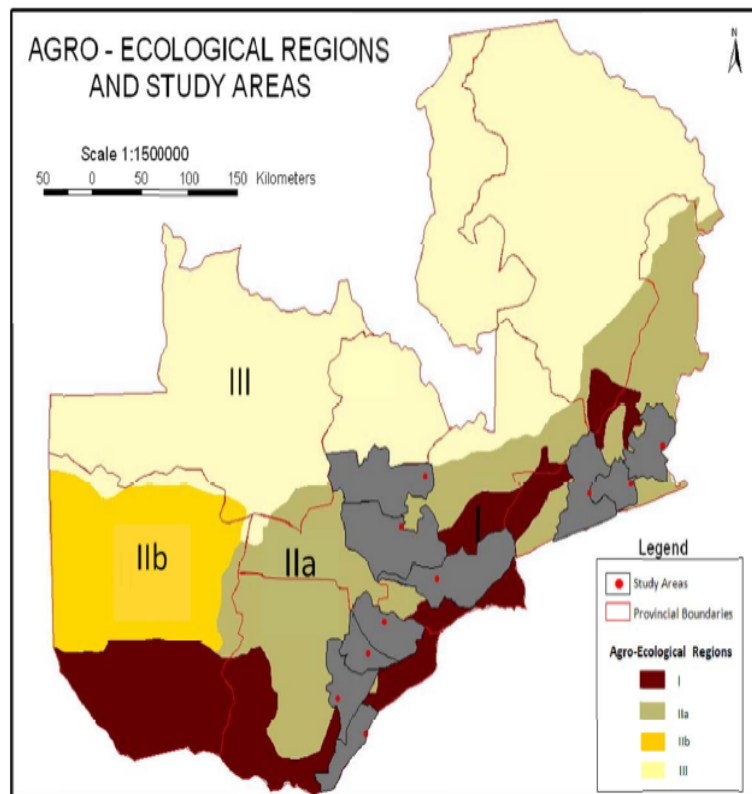 AGRO - ECOLOGICAL REGIONS
AND STUDY AREAS
N
Scale 1:1500000
50 0 50 100 150 Kilometers
III
I
IIb
IIa
Legend
Study Areas
Provincial Boundaries
Agro-Ecological Regions
I
IIa
IIb
III